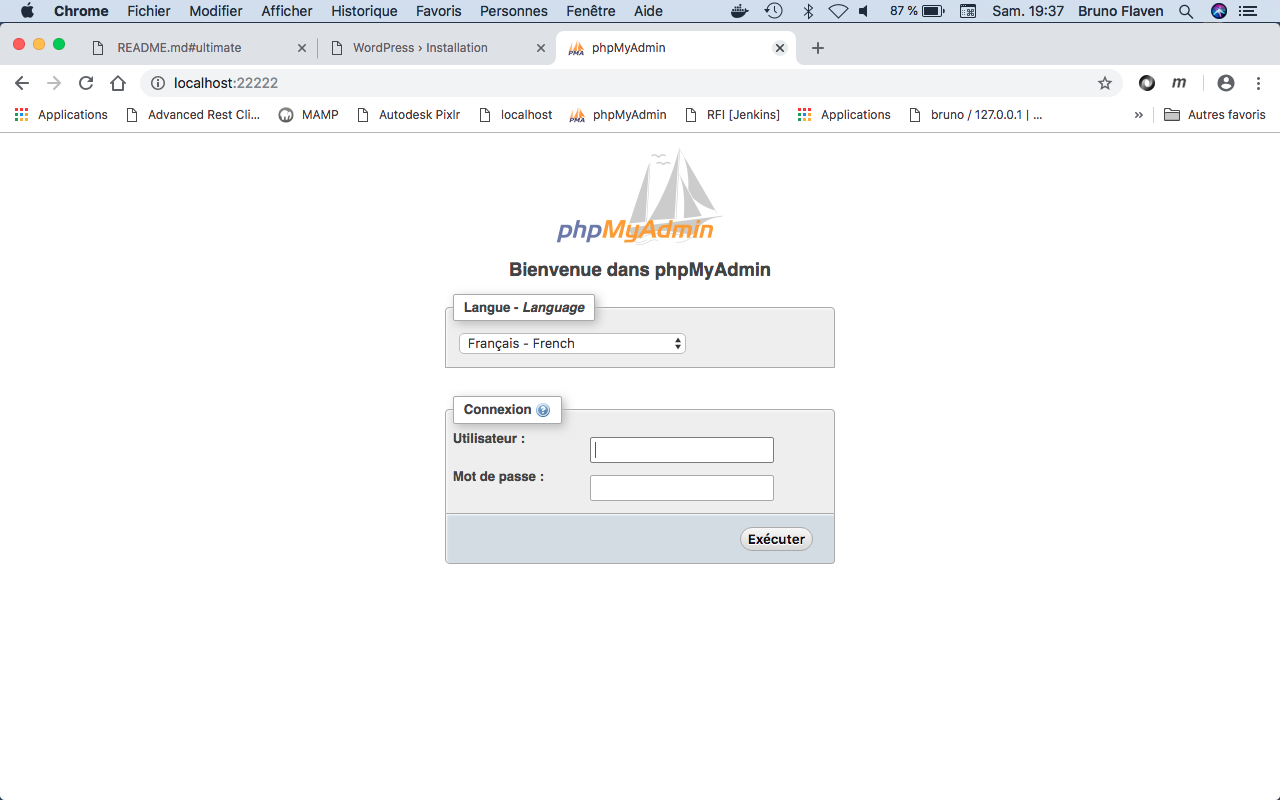 Chrome Fichier Modifier Afficher Historique Favoris Personnes Fenêtre Aide 87 % Sam. 19:37 Bruno Flaven
README.md#ultimate WordPress › Installation PMA phpMyAdmin
localhost:22222 m
Applications Advanced Rest Cli... MAMP Autodesk Pixlr localhost PMA phpMyAdmin RFI [Jenkins] Applications bruno / 127.0.0.1 | ... » Autres favoris
phpMyAdmin
Bienvenue dans phpMyAdmin
Langue - Language
Français - French
Connexion ?
Utilisateur :
Mot de passe :
Exécuter